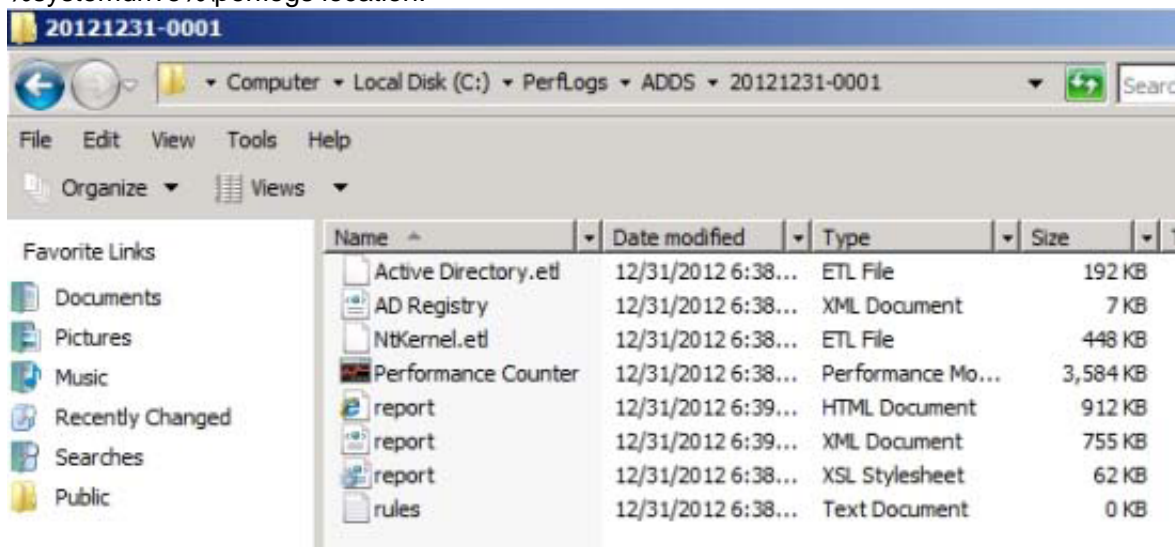 20121231-0001
Computer Local Disk (C:) PerfLogs ADDS 20121231-0001
File Edit View Tools Help
Organize Views
Favorite Links
Documents
Pictures
Music
Recently Changed
Searches
Public
Name Date modified Type Size
Active Directory.etl 12/31/2012 6:38... ETL File 192 KB
AD Registry 12/31/2012 6:38... XML Document 7 KB
NtKernel.etl 12/31/2012 6:38... ETL File 448 KB
Performance Counter 12/31/2012 6:38... Performance Mo... 3,584 KB
report 12/31/2012 6:39... HTML Document 912 KB
report 12/31/2012 6:39... XML Document 755 KB
report 12/31/2012 6:38... XSL Stylesheet 62 KB
rules 12/31/2012 6:38... Text Document 0 KB